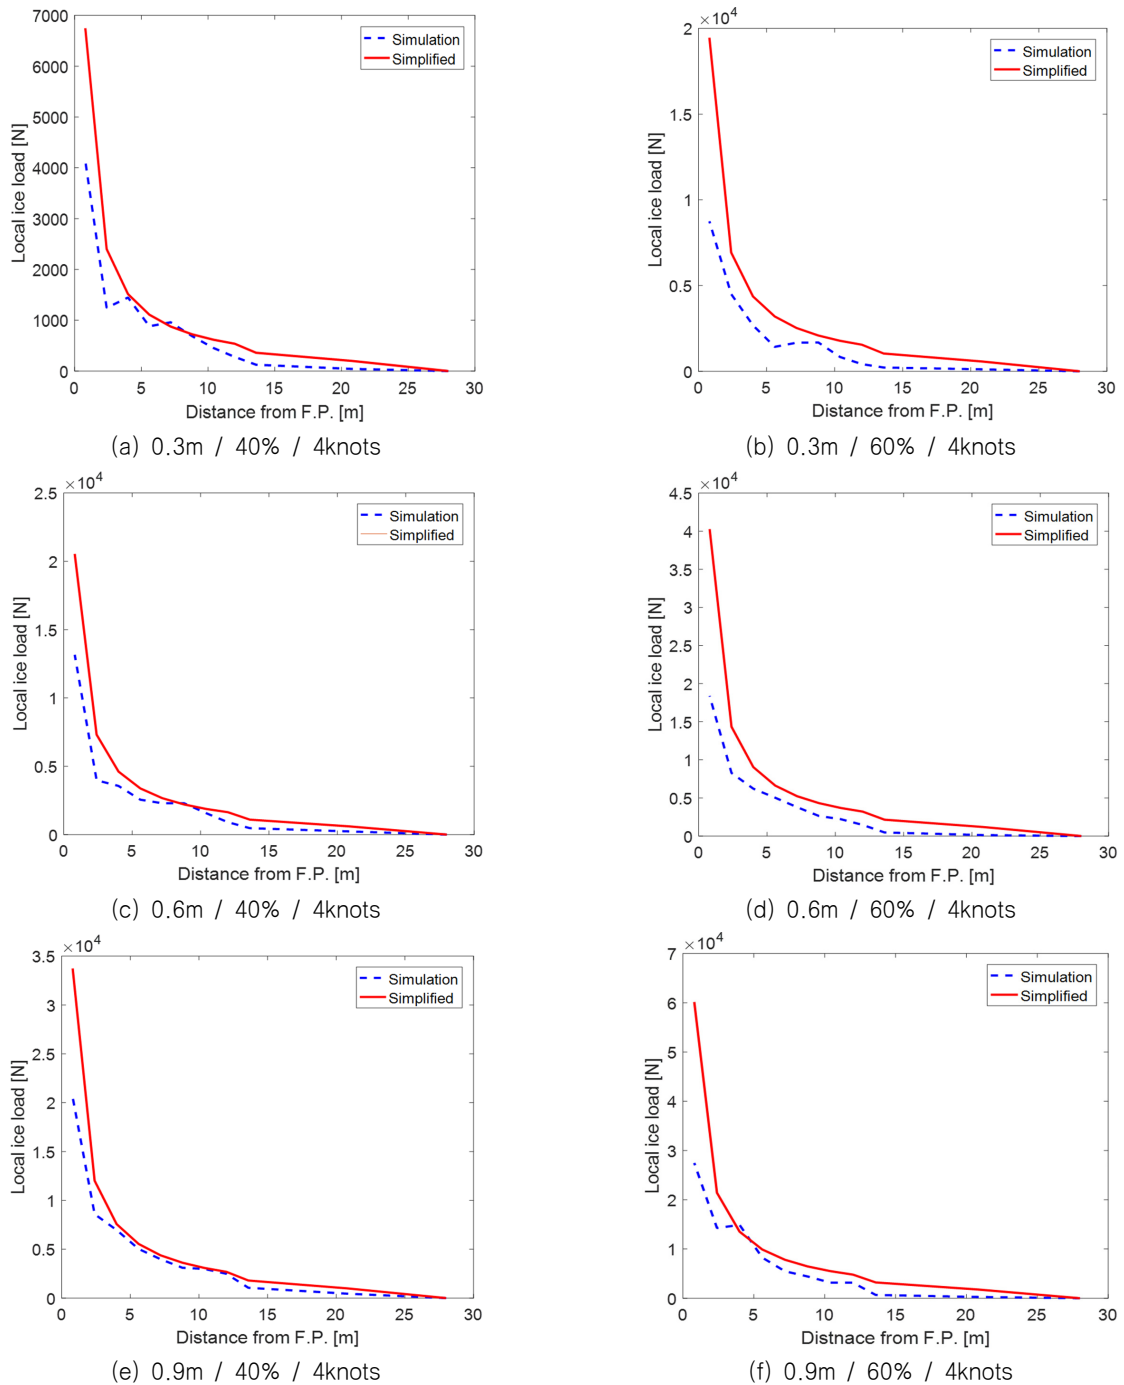 7000
6000
5000
4000
3000
2000
1000
0
Local ice load [N]
Simulation
Simplified
0 5 10 15 20 25 30
Distance from F.P. [m]
(a) 0.3m / 40% / 4knots
×10^4
2
1.5
1
0.5
0
Local ice load [N]
Simulation
Simplified
0 5 10 15 20 25 30
Distance from F.P. [m]
(b) 0.3m / 60% / 4knots
×10^4
2.5
2
1.5
1
0.5
0
Local ice load [N]
Simulation
Simplified
0 5 10 15 20 25 30
Distance from F.P. [m]
(c) 0.6m / 40% / 4knots
×10^4
4.5
4
3.5
3
2.5
2
1.5
1
0.5
0
Local ice load [N]
Simulation
Simplified
0 5 10 15 20 25 30
Distance from F.P. [m]
(d) 0.6m / 60% / 4knots
×10^4
3.5
3
2.5
2
1.5
1
0.5
0
Local ice load [N]
Simulation
Simplified
0 5 10 15 20 25 30
Distance from F.P. [m]
(e) 0.9m / 40% / 4knots
×10^4
7
6
5
4
3
2
1
0
Local ice load [N]
Simulation
Simplified
0 5 10 15 20 25 30
Distnace from F.P. [m]
(f) 0.9m / 60% / 4knots